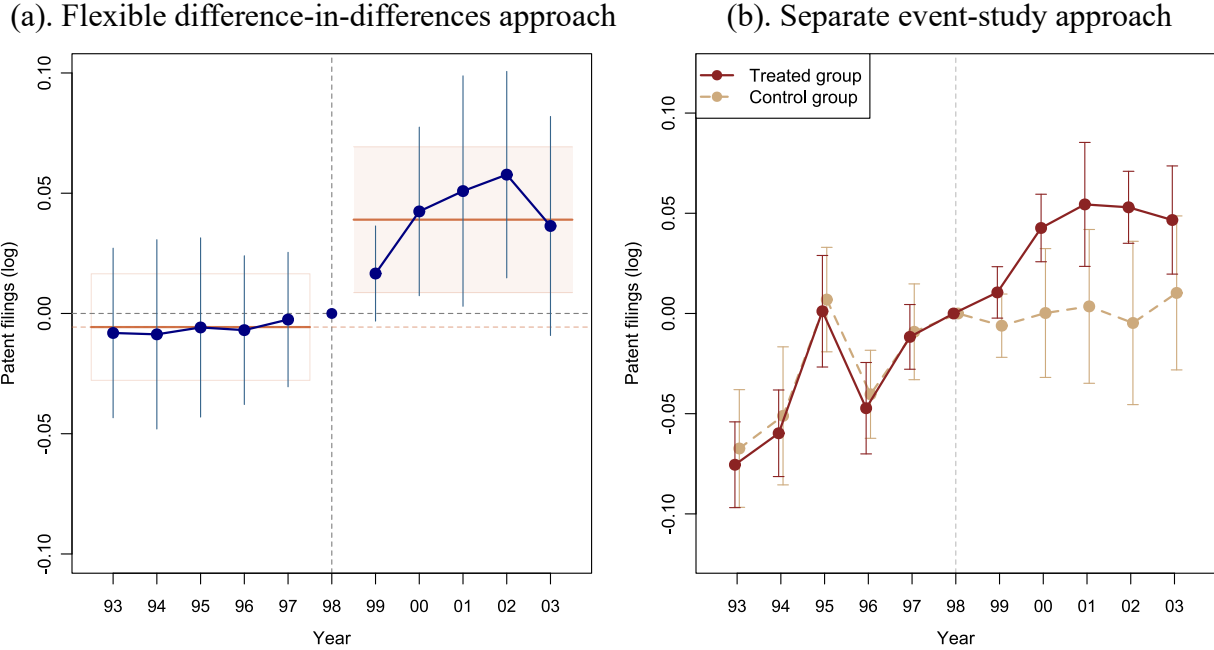 (a). Flexible difference-in-differences approach
Patent filings (log)
0.10
0.05
0.00
-0.05
-0.10
93 94 95 96 97 98 99 00 01 02 03
Year
(b). Separate event-study approach
Treated group
Control group
Patent filings (log)
0.10
0.05
0.00
-0.05
-0.10
93 94 95 96 97 98 99 00 01 02 03
Year